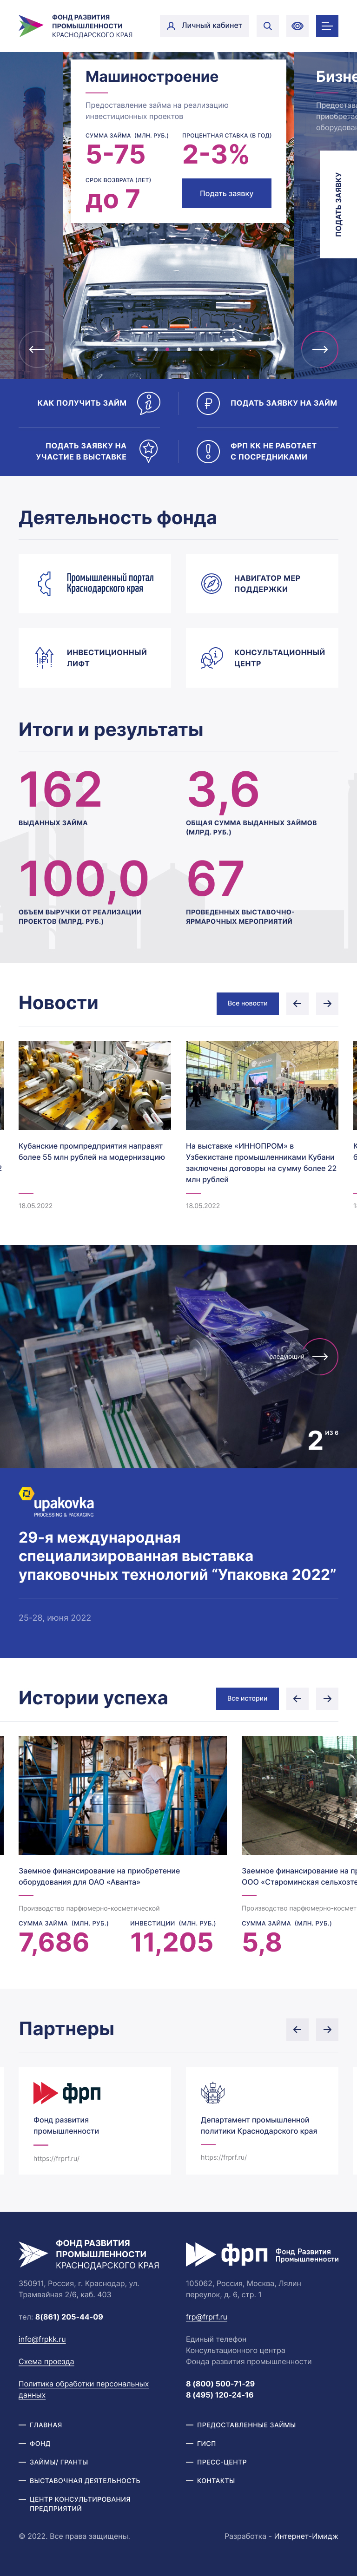 ФОНД РАЗВИТИЯ
ПРОМЫШЛЕННОСТИ
КРАСНОДАРСКОГО КРАЯ
Личный кабинет
Машиностроение
Предоставление займа на реализацию
инвестиционных проектов
СУММА ЗАЙМА (МЛН. РУБ.)
ПРОЦЕНТНАЯ СТАВКА (В ГОД)
5-75
2-3%
СРОК ВОЗВРАТА (ЛЕТ)
до 7
Подать заявку
ПОДАТЬ ЗАЯВКУ
КАК ПОЛУЧИТЬ ЗАЙМ
ПОДАТЬ ЗАЯВКУ НА ЗАЙМ
ПОДАТЬ ЗАЯВКУ НА
УЧАСТИЕ В ВЫСТАВКЕ
ФРП КК НЕ РАБОТАЕТ
С ПОСРЕДНИКАМИ
Деятельность фонда
Промышленный портал
Краснодарского края
НАВИГАТОР МЕР
ПОДДЕРЖКИ
ИНВЕСТИЦИОННЫЙ
ЛИФТ
КОНСУЛЬТАЦИОННЫЙ
ЦЕНТР
Итоги и результаты
162
ВЫДАННЫХ ЗАЙМА
3,6
ОБЩАЯ СУММА ВЫДАННЫХ ЗАЙМОВ
(МЛРД. РУБ.)
100,0
ОБЪЕМ ВЫРУЧКИ ОТ РЕАЛИЗАЦИИ
ПРОЕКТОВ (МЛРД. РУБ.)
67
ПРОВЕДЕННЫХ ВЫСТАВОЧНО-
ЯРМАРОЧНЫХ МЕРОПРИЯТИЙ
Новости
Все новости
Кубанские промпредприятия направят
более 55 млн рублей на модернизацию
18.05.2022
На выставке «ИННОПРОМ» в
Узбекистане промышленниками Кубани
заключены договоры на сумму более 22
млн рублей
18.05.2022
следующий
2 ИЗ 6
upakovka
PROCESSING & PACKAGING
29-я международная
специализированная выставка
упаковочных технологий “Упаковка 2022”
25-28, июня 2022
Истории успеха
Все истории
Заемное финансирование на приобретение
оборудования для ОАО «Аванта»
Производство парфюмерно-косметической
СУММА ЗАЙМА (МЛН. РУБ.)
7,686
ИНВЕСТИЦИИ (МЛН. РУБ.)
11,205
Заемное финансирование на
ООО
СУММА ЗАЙМА (МЛН. РУБ.)
5,8
Партнеры
фрп
Фонд развития
промышленности
https://frprf.ru/
Департамент промышленной
политики Краснодарского края
https://frprf.ru/
ФОНД РАЗВИТИЯ
ПРОМЫШЛЕННОСТИ
КРАСНОДАРСКОГО КРАЯ
350911, Россия, г. Краснодар, ул.
Трамвайная 2/6, каб. 403
тел: 8(861) 205-44-09
info@frpkk.ru
Схема проезда
Политика обработки персональных
данных
фрп
Фонд Развития
Промышленности
105062, Россия, Москва, Лялин
переулок, д. 6, стр. 1
frp@frprf.ru
Единый телефон
Консультационного центра
Фонда развития промышленности
8 (800) 500-71-29
8 (495) 120-24-16
ГЛАВНАЯ
ФОНД
ЗАЙМЫ/ ГРАНТЫ
ВЫСТАВОЧНАЯ ДЕЯТЕЛЬНОСТЬ
ЦЕНТР КОНСУЛЬТИРОВАНИЯ
ПРЕДПРИЯТИЙ
ПРЕДОСТАВЛЕННЫЕ ЗАЙМЫ
ГИСП
ПРЕСС-ЦЕНТР
КОНТАКТЫ
© 2022. Все права защищены.
Разработка - Интернет-Имидж